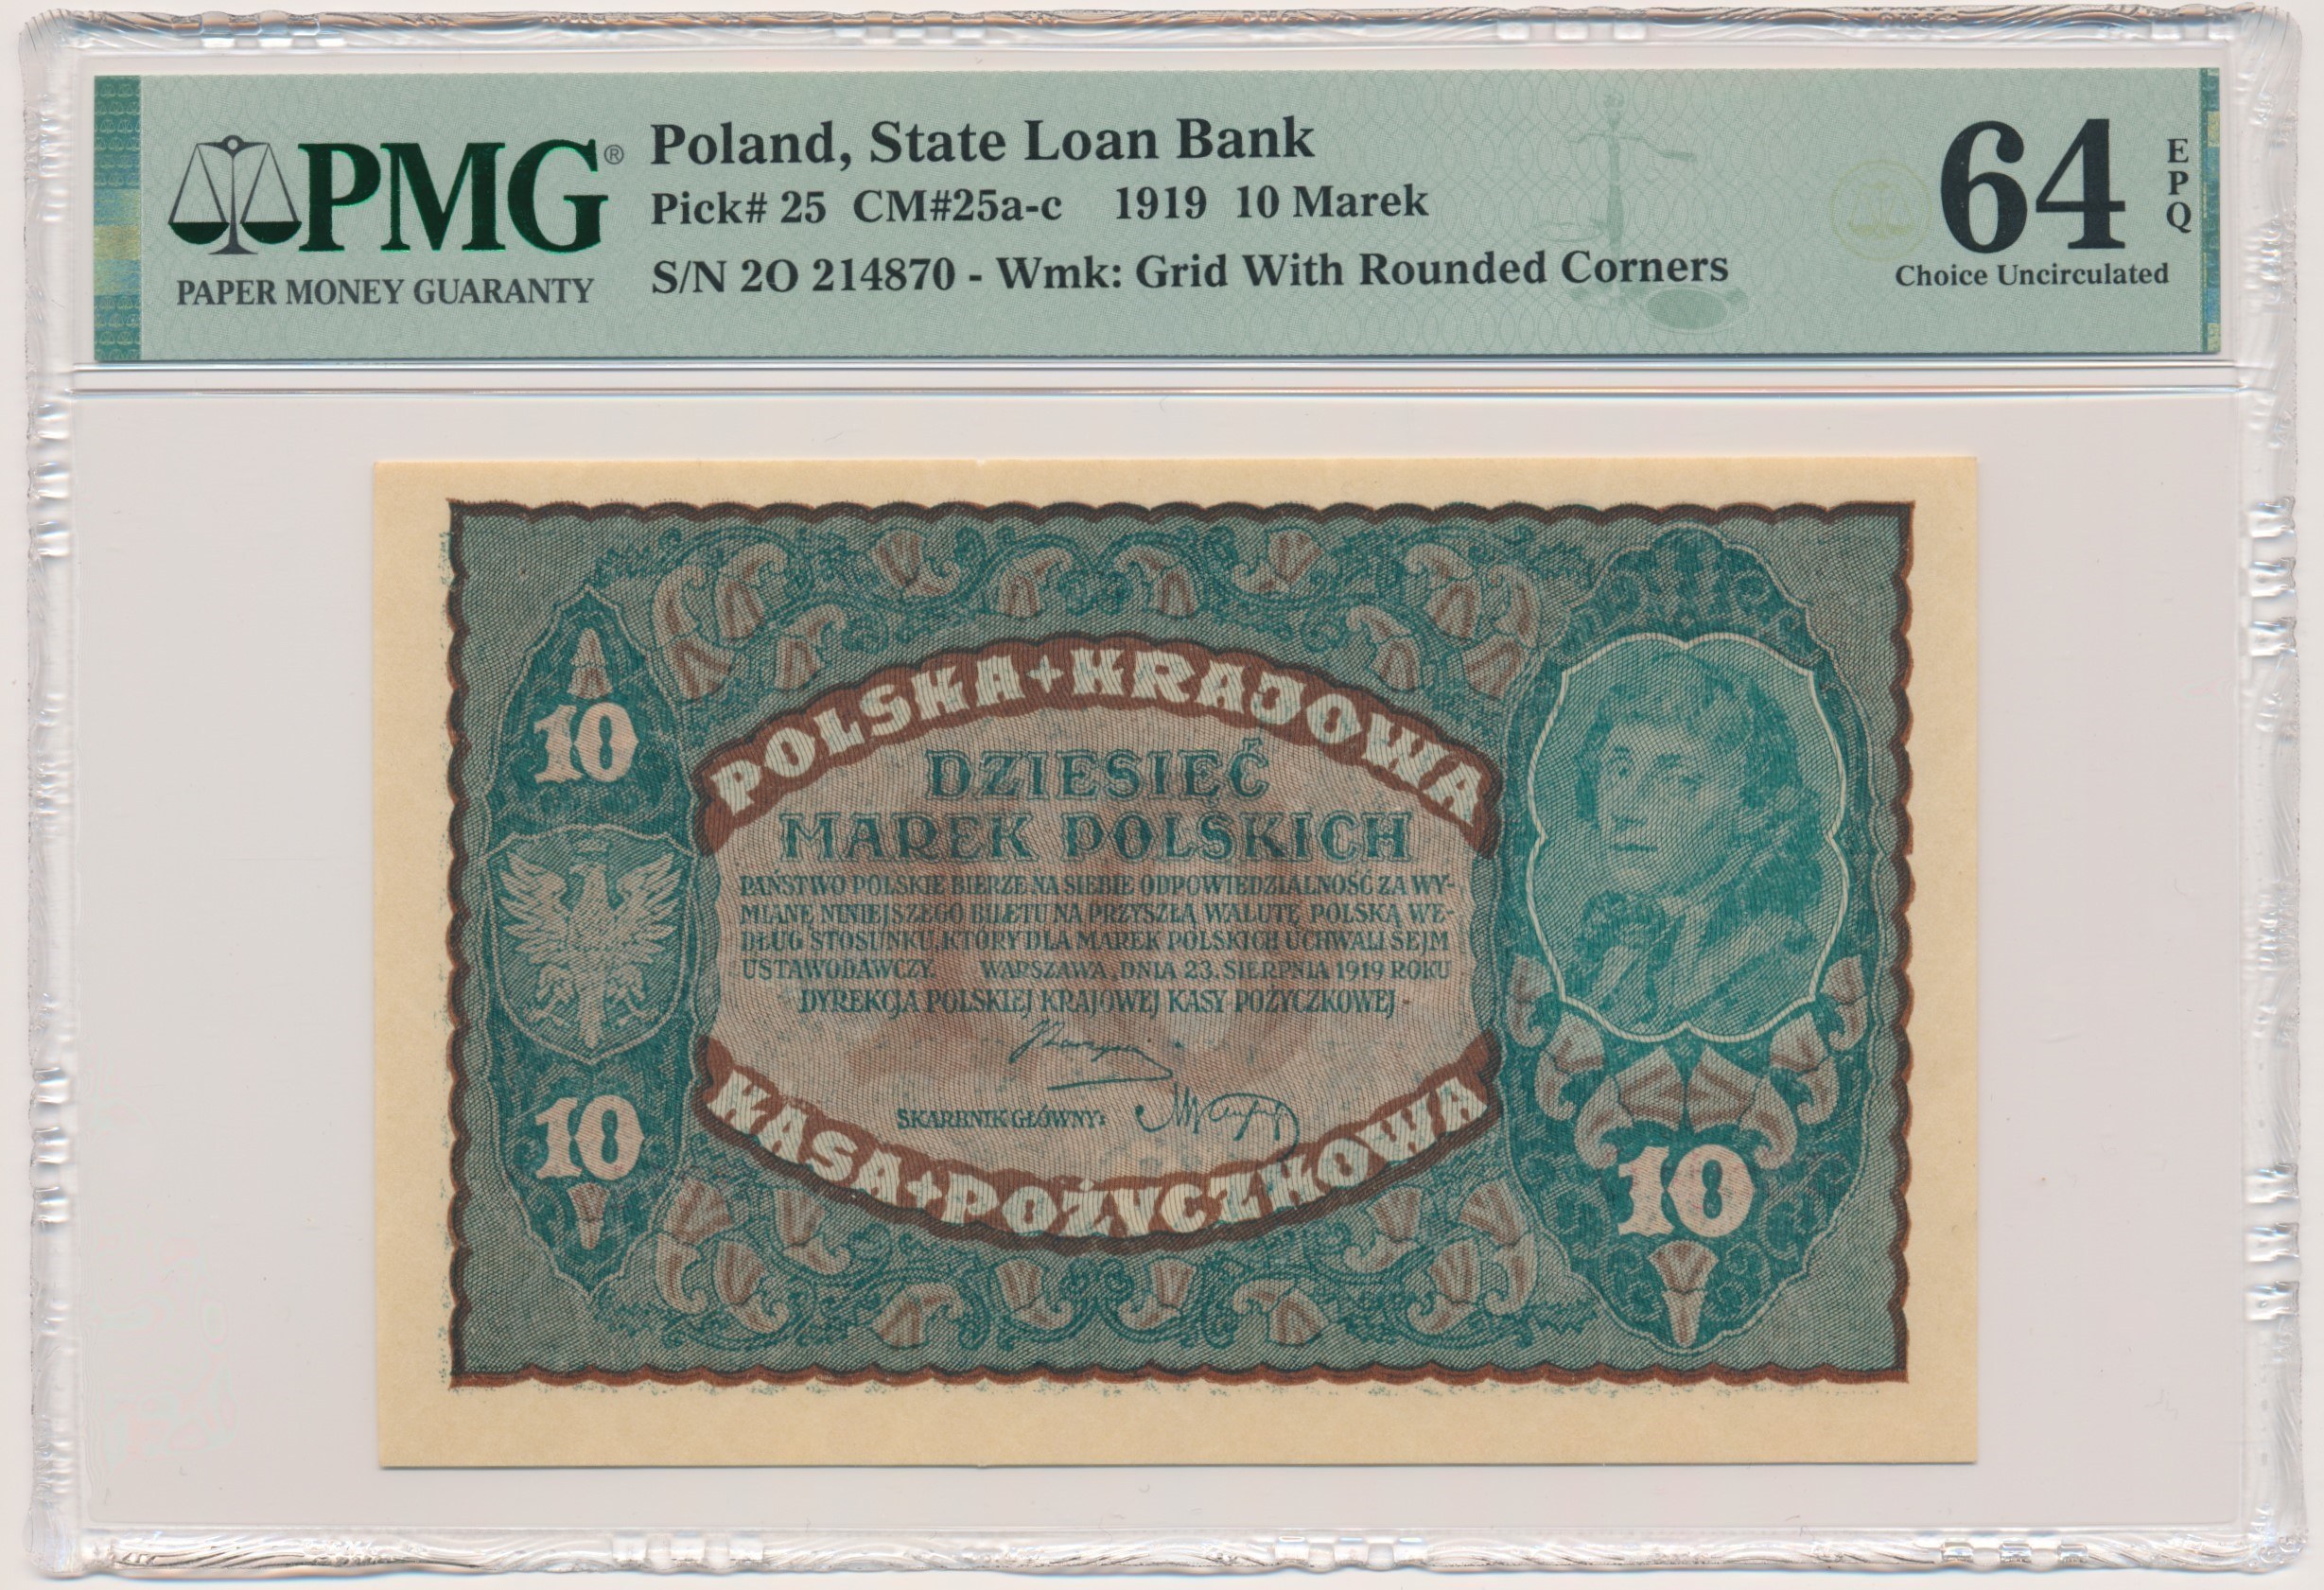 PMG®
PAPER MONEY GUARANTY
Poland, State Loan Bank
Pick# 25 CM#25a-c 1919 10 Marek
S/N 2O 214870 - Wmk: Grid With Rounded Corners
64
EPQ
Choice Uncirculated
POLSKA + KRAJOWA
10
DZIESIĘĆ
MAREK POLSKICH
PAŃSTWO POLSKIE BIERZE NA SIEBIE ODPOWIEDZIALNOŚĆ ZA WY-
MIANĘ NINIEJSZEGO BILETU NA PRZYSZŁĄ WALUTĘ POLSKĄ WE-
DŁUG STOSUNKU, KTÓRY DLA MAREK POLSKICH UCHWALI SEJM
USTAWODAWCZY. WARSZAWA, DNIA 23. SIERPNIA 1919 ROKU
- DYREKCJA POLSKIEJ KRAJOWEJ KASY POŻYCZKOWEJ -
SKARBNIK GŁÓWNY:
10
KASA + POŻYCZKOWA
10